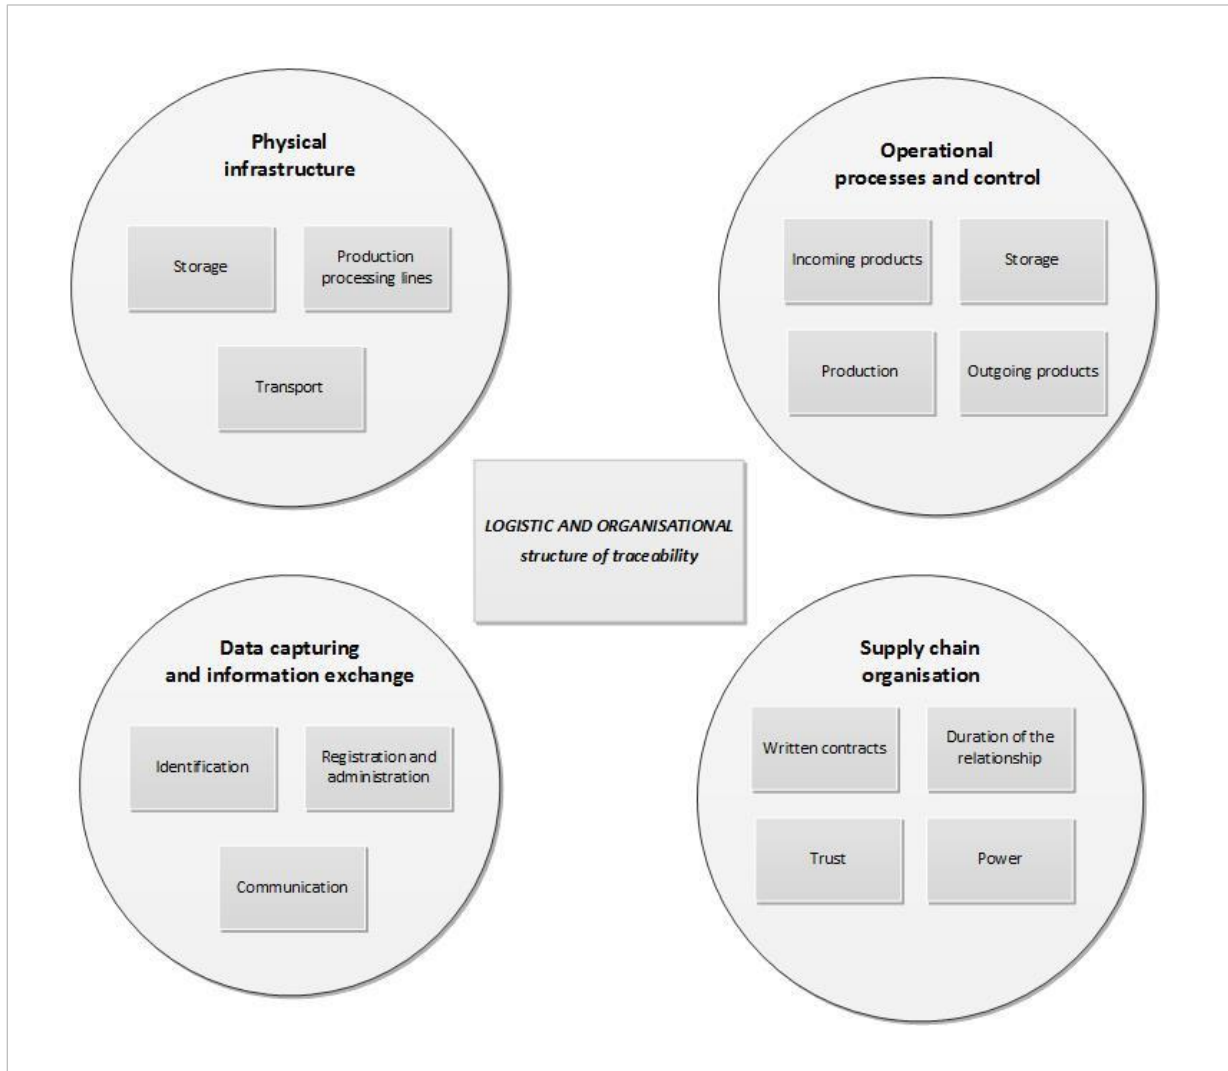 Physical
infrastructure
Storage
Production
processing lines
Transport
Operational
processes and control
Incoming products
Storage
Production
Outgoing products
LOGISTIC AND ORGANISATIONAL
structure of traceability
Data capturing
and information exchange
Identification
Registration and
administration
Communication
Supply chain
organisation
Written contracts
Duration of the
relationship
Trust
Power